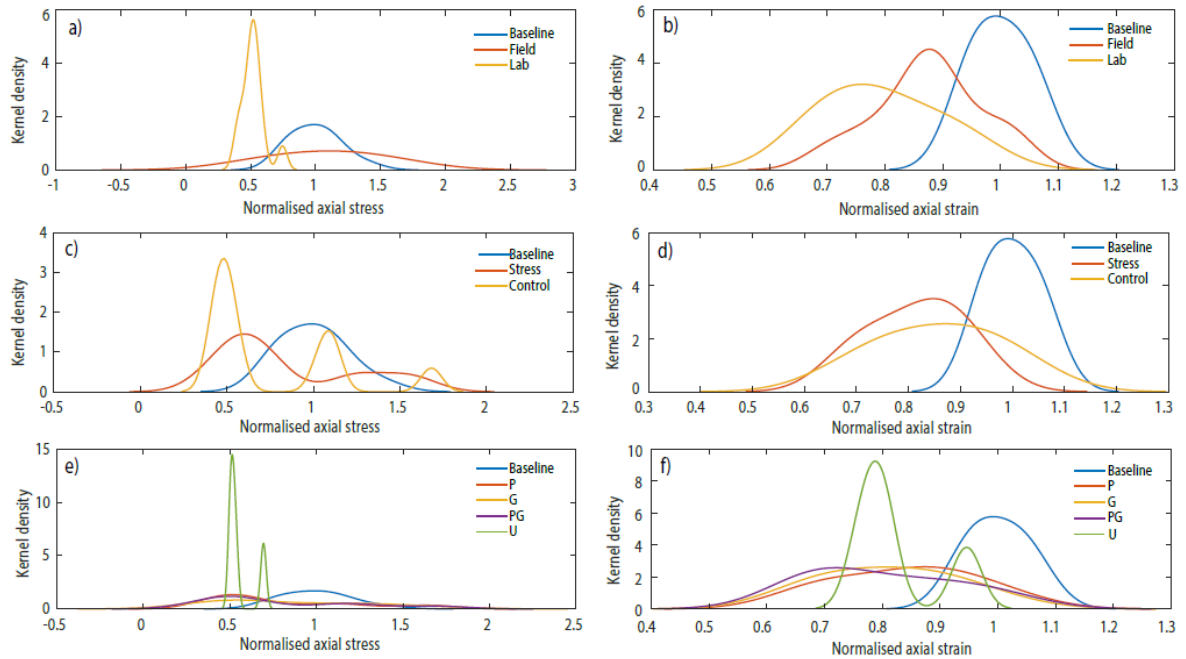 a)
6
4
2
0
Kernel density
Baseline
Field
Lab
-1 -0.5 0 0.5 1 1.5 2 2.5 3
Normalised axial stress
b)
6
4
2
0
Kernel density
Baseline
Field
Lab
0.4 0.5 0.6 0.7 0.8 0.9 1 1.1 1.2 1.3
Normalised axial strain
c)
4
3
2
1
0
Kernel density
Baseline
Stress
Control
-0.5 0 0.5 1 1.5 2 2.5
Normalised axial stress
d)
6
4
2
0
Kernel density
Baseline
Stress
Control
0.3 0.4 0.5 0.6 0.7 0.8 0.9 1 1.1 1.2 1.3
Normalised axial strain
e)
15
10
5
0
Kernel density
Baseline
P
G
PG
U
-0.5 0 0.5 1 1.5 2 2.5
Normalised axial stress
f)
10
8
6
4
2
0
Kernel density
Baseline
P
G
PG
U
0.4 0.5 0.6 0.7 0.8 0.9 1 1.1 1.2 1.3
Normalised axial strain